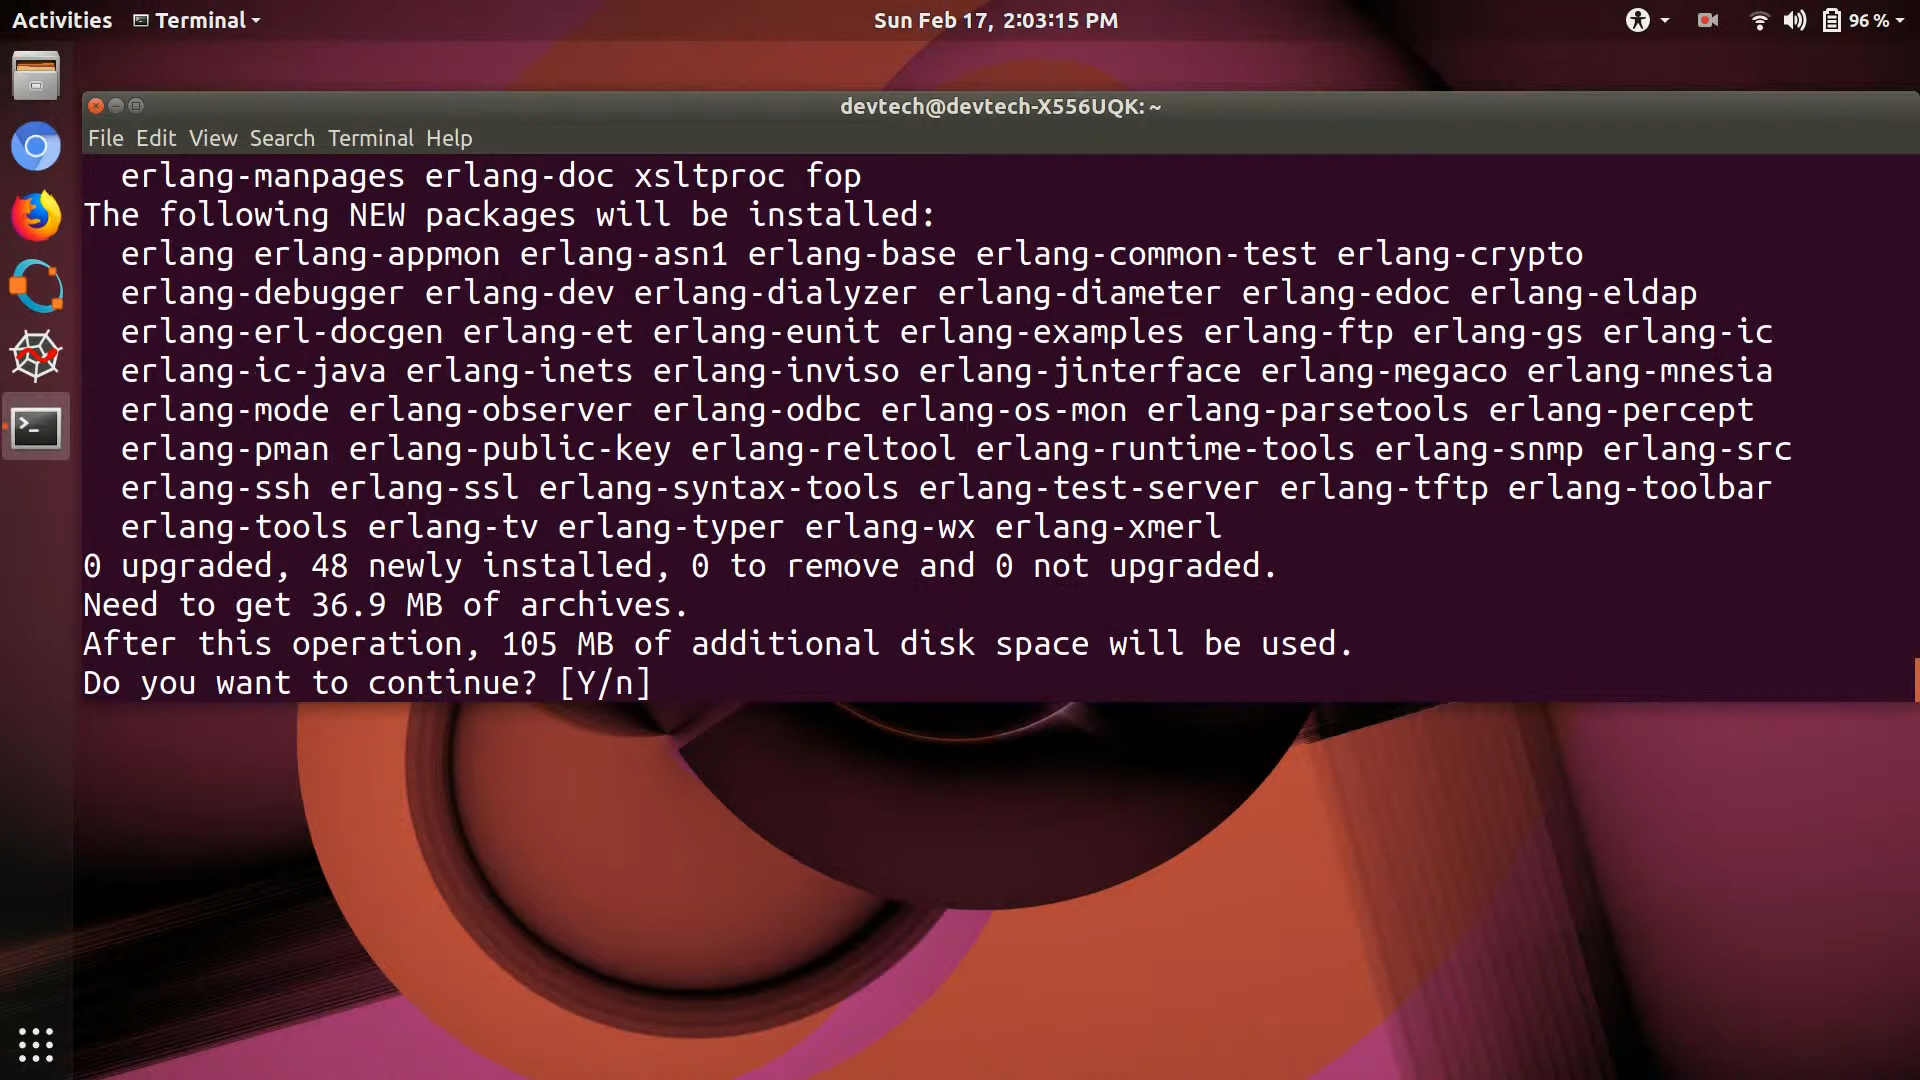 Activities Terminal Sun Feb 17, 2:03:15 PM 96 %
devtech@devtech-X556UQK: ~
File Edit View Search Terminal Help
erlang-manpages erlang-doc xsltproc fop
The following NEW packages will be installed:
erlang erlang-appmon erlang-asn1 erlang-base erlang-common-test erlang-crypto
erlang-debugger erlang-dev erlang-dialyzer erlang-diameter erlang-edoc erlang-eldap
erlang-erl-docgen erlang-et erlang-eunit erlang-examples erlang-ftp erlang-gs erlang-ic
erlang-ic-java erlang-inets erlang-inviso erlang-jinterface erlang-megaco erlang-mnesia
erlang-mode erlang-observer erlang-odbc erlang-os-mon erlang-parsetools erlang-percept
erlang-pman erlang-public-key erlang-reltool erlang-runtime-tools erlang-snmp erlang-src
erlang-ssh erlang-ssl erlang-syntax-tools erlang-test-server erlang-tftp erlang-toolbar
erlang-tools erlang-tv erlang-typer erlang-wx erlang-xmerl
0 upgraded, 48 newly installed, 0 to remove and 0 not upgraded.
Need to get 36.9 MB of archives.
After this operation, 105 MB of additional disk space will be used.
Do you want to continue? [Y/n]